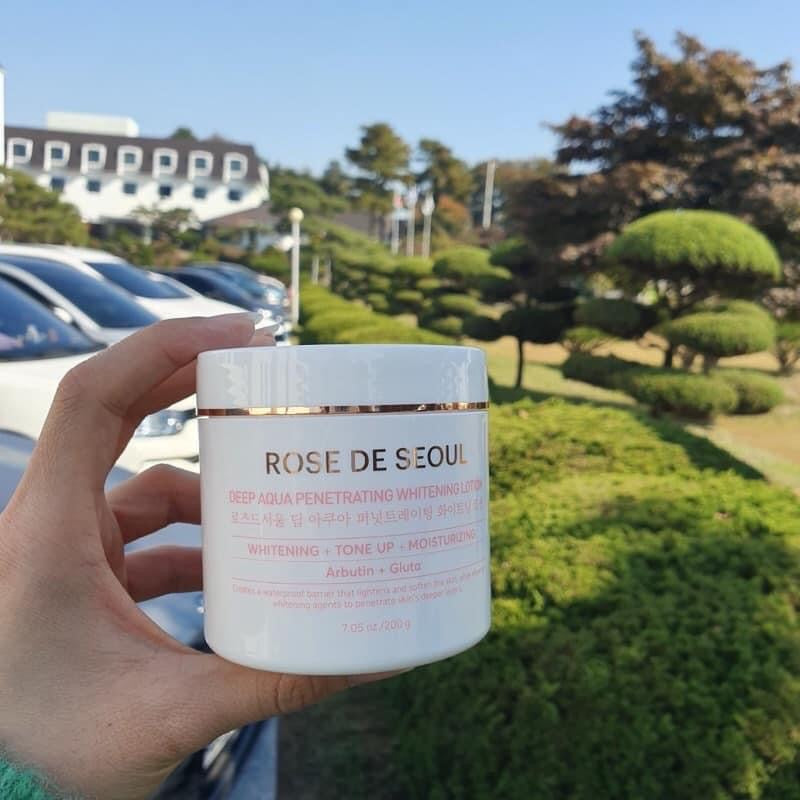 ROSE DE SEOUL
DEEP AQUA PENETRATING WHITENING LOTION
로즈드서울 딥 아쿠아 퍼넷트레이팅 화이트닝
WHITENING + TONE UP + MOISTURIZING
Arbutin + Gluta
Creates a waterproof barrier that lightens and soften the skin,
whitening agents to penetrate skin's deeper layers.
7.05 oz./200 g